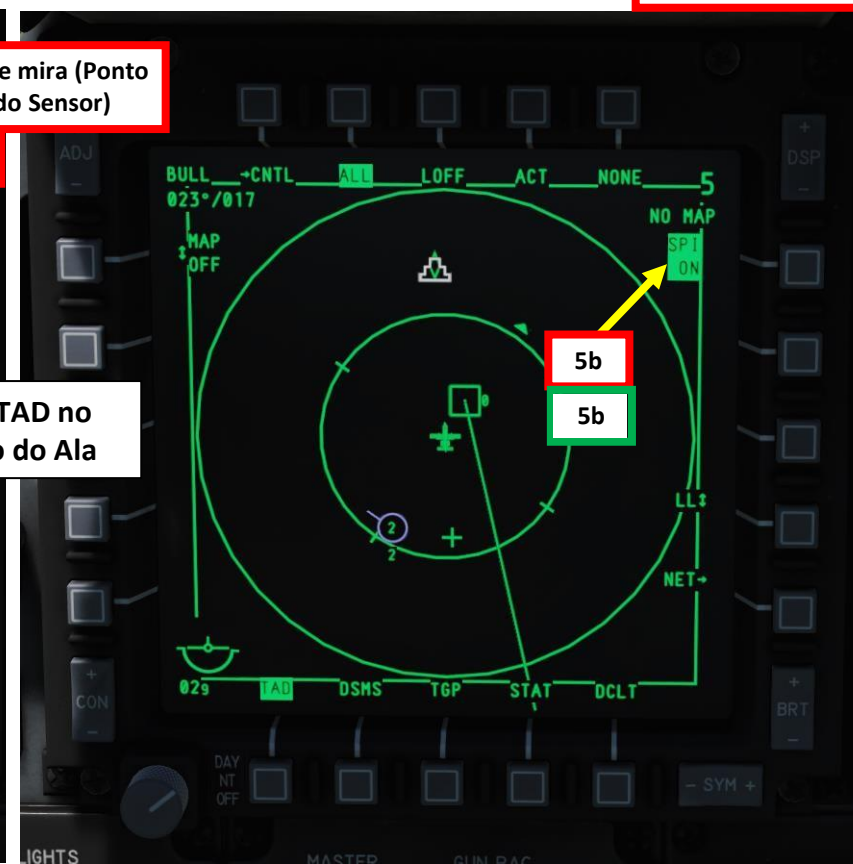 e mira (Ponto
do Sensor)
ADJ
-
+
DSP
-
BULL →CNTL ALL LOFF ACT NONE 5
023°/017
NO MAP
↕MAP
OFF
SPI
ON
5b
5b
0
TAD no
o do Ala
2
2
LL↕
NET→
029
TAD DSMS TGP STAT DCLT
+
CON
-
+
BRT
-
DAY
NT
OFF
- SYM +
LIGHTS
MASTER
GUN PAC